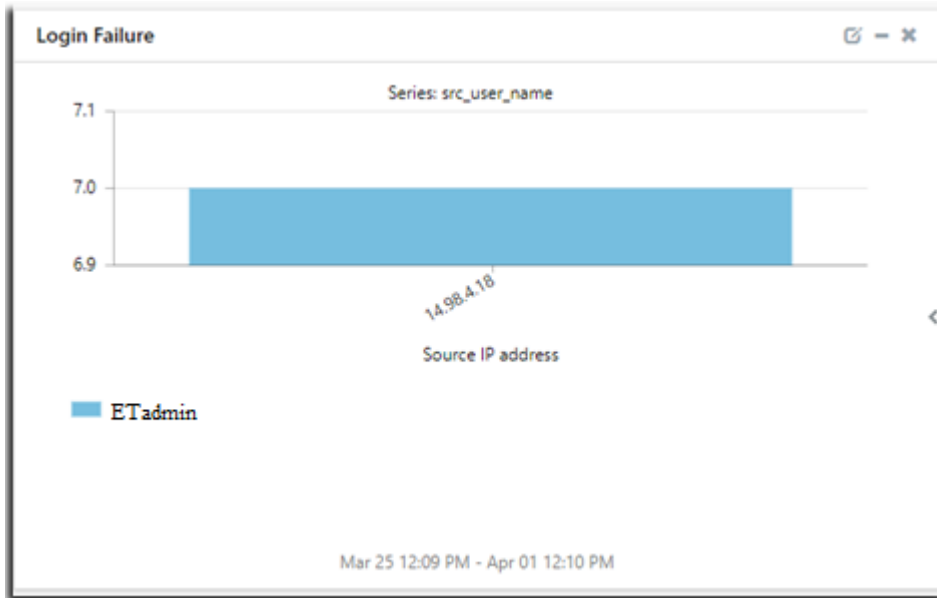 Login Failure
Series: src_user_name
7.1
7.0
6.9
14.98.4.18
Source IP address
ETadmin
Mar 25 12:09 PM - Apr 01 12:10 PM